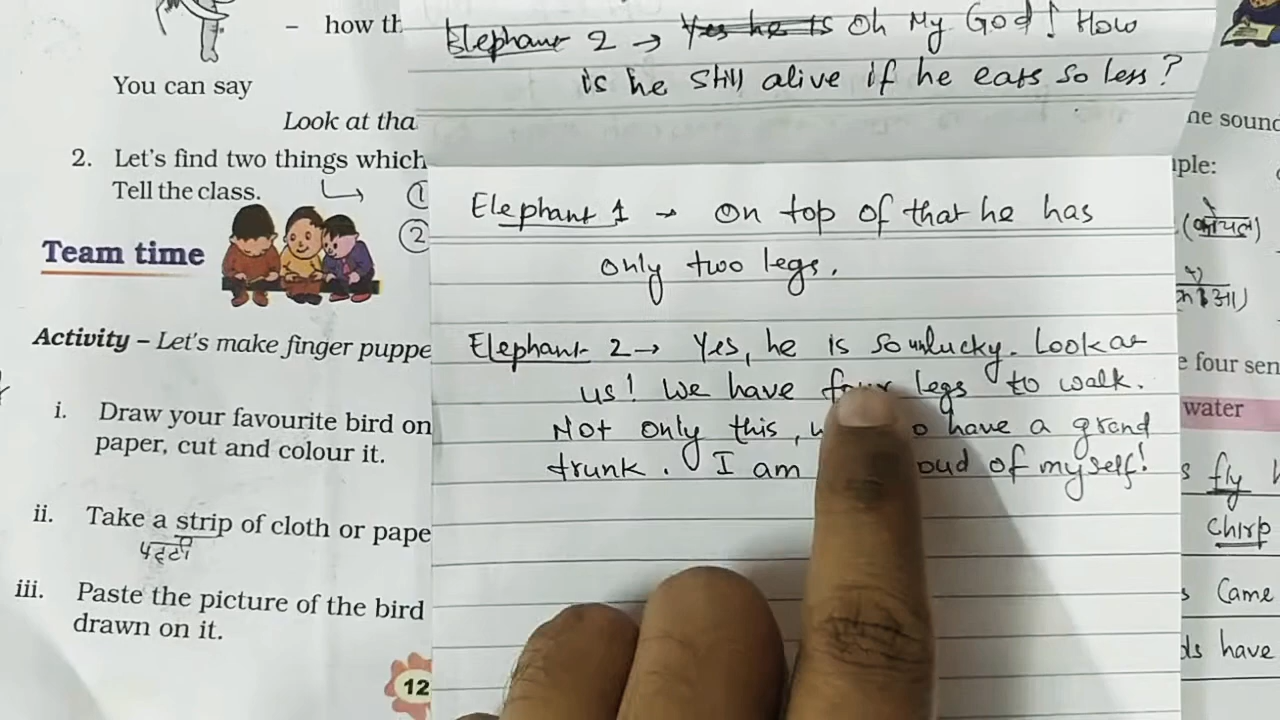 – how th
You can say
Look at tha
2. Let's find two things which
Tell the class. ①
②
Team time
Activity – Let's make finger puppe
i. Draw your favourite bird on
paper, cut and colour it.
ii. Take a strip of cloth or pape
पट्टी
iii. Paste the picture of the bird
drawn on it.
12
Elephant 2 → Yes he is Oh My God! How
is he still alive if he eats so less?
Elephant 1 → On top of that he has
only two legs.
Elephant 2 → Yes, he is so unlucky. Look at
us! We have four legs to walk.
Not only this, have a grand
trunk. I am of myself!
ne sound
ple:
(कोयल)
e four sen
water
s fly
Chirp
s Came
ds have